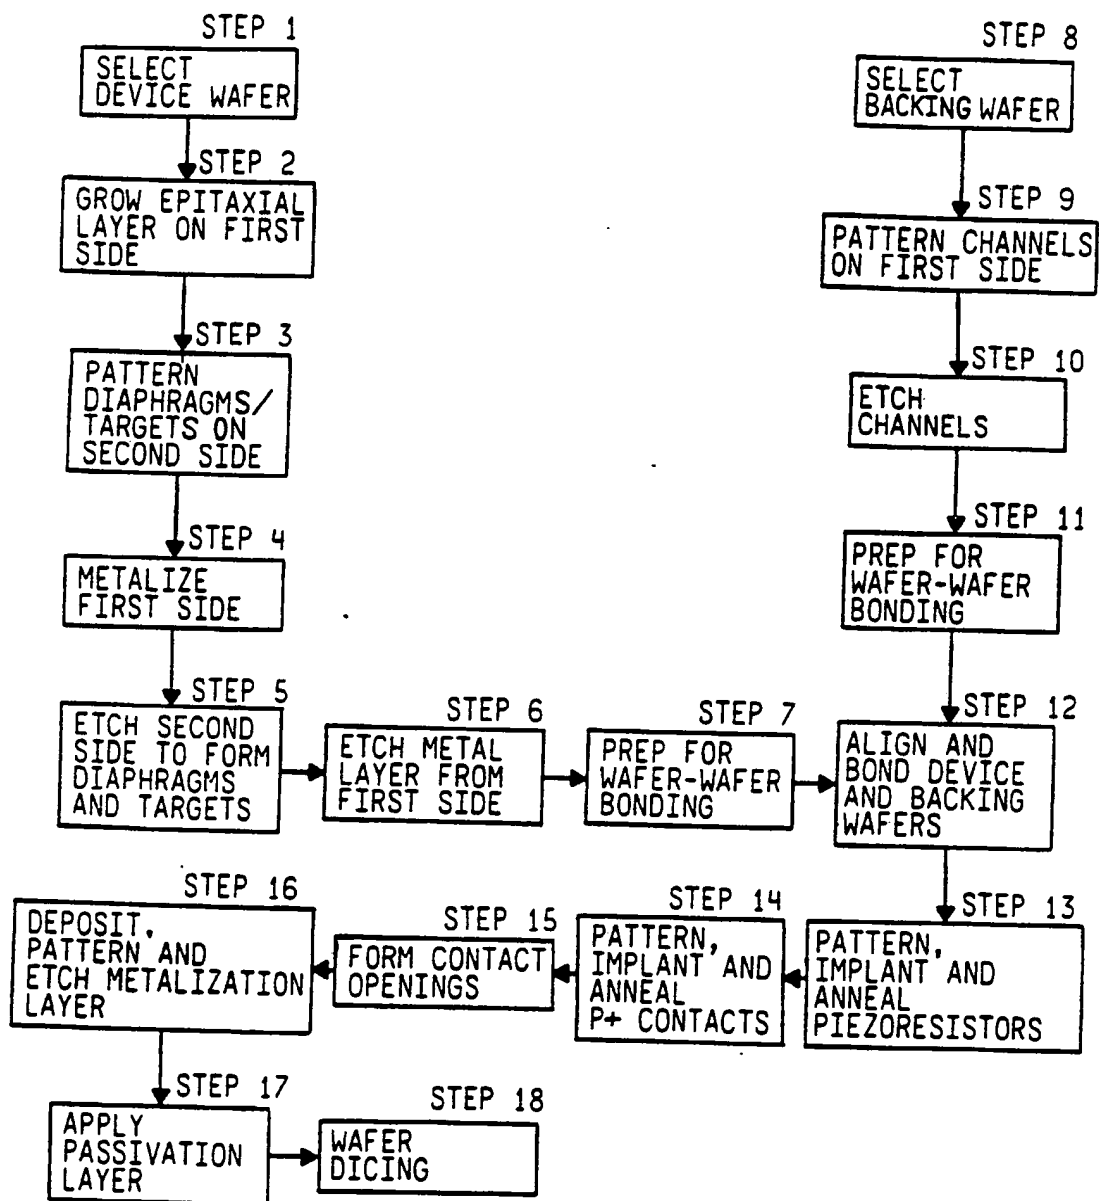 STEP 1
SELECT
DEVICE WAFER
STEP 2
GROW EPITAXIAL
LAYER ON FIRST
SIDE
STEP 3
PATTERN
DIAPHRAGMS/
TARGETS ON
SECOND SIDE
STEP 4
METALIZE
FIRST SIDE
STEP 5
ETCH SECOND
SIDE TO FORM
DIAPHRAGMS
AND TARGETS
STEP 6
ETCH METAL
LAYER FROM
FIRST SIDE
STEP 7
PREP FOR
WAFER-WAFER
BONDING
STEP 8
SELECT
BACKING WAFER
STEP 9
PATTERN CHANNELS
ON FIRST SIDE
STEP 10
ETCH
CHANNELS
STEP 11
PREP FOR
WAFER-WAFER
BONDING
STEP 12
ALIGN AND
BOND DEVICE
AND BACKING
WAFERS
STEP 13
PATTERN,
IMPLANT AND
ANNEAL
PIEZORESISTORS
STEP 14
PATTERN,
IMPLANT AND
ANNEAL
P+ CONTACTS
STEP 15
FORM CONTACT
OPENINGS
STEP 16
DEPOSIT,
PATTERN AND
ETCH METALIZATION
LAYER
STEP 17
APPLY
PASSIVATION
LAYER
STEP 18
WAFER
DICING